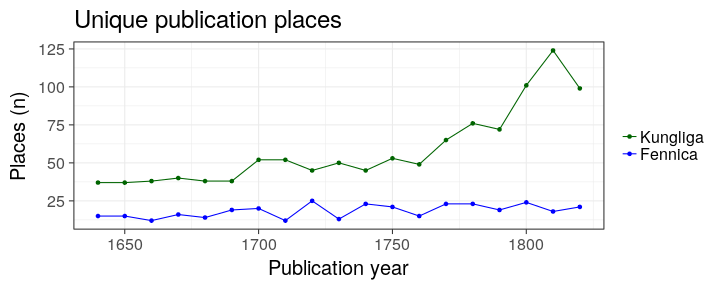 Unique publication places
125
100
75
50
25
Places (n)
1650 1700 1750 1800
Publication year
Kungliga
Fennica